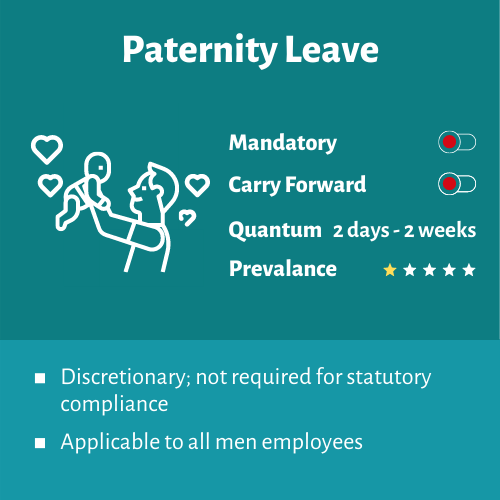 Paternity Leave
Mandatory
Carry Forward
Quantum 2 days - 2 weeks
Prevalance
Discretionary; not required for statutory
compliance
Applicable to all men employees